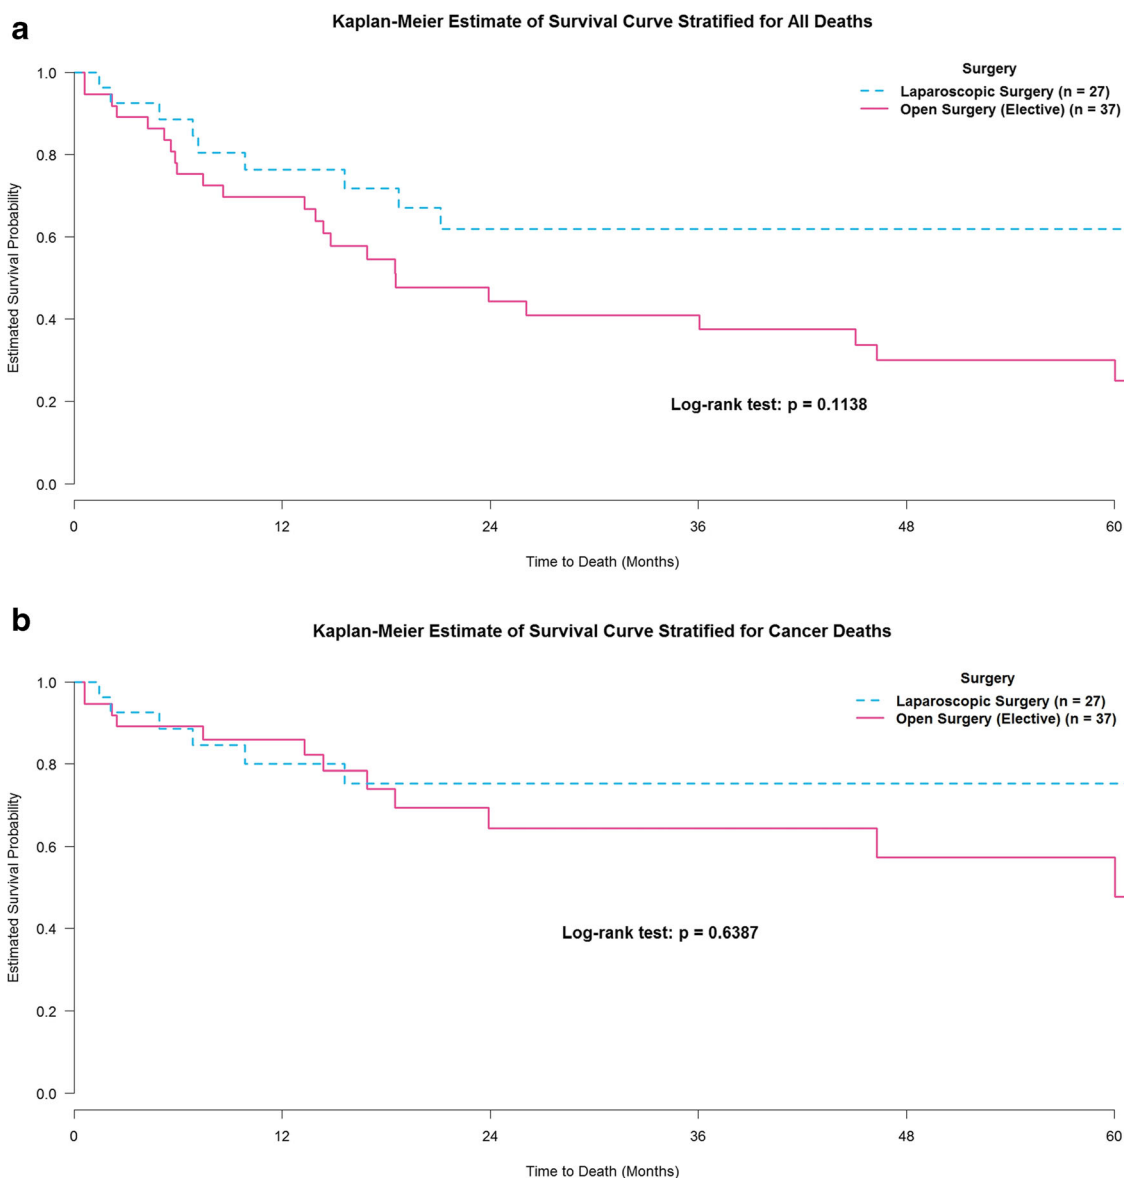 a
Kaplan-Meier Estimate of Survival Curve Stratified for All Deaths
Surgery
Laparoscopic Surgery (n = 27)
Open Surgery (Elective) (n = 37)
Estimated Survival Probability
1.0
0.8
0.6
0.4
0.2
0.0
Log-rank test: p = 0.1138
0 12 24 36 48 60
Time to Death (Months)
b
Kaplan-Meier Estimate of Survival Curve Stratified for Cancer Deaths
Surgery
Laparoscopic Surgery (n = 27)
Open Surgery (Elective) (n = 37)
Estimated Survival Probability
1.0
0.8
0.6
0.4
0.2
0.0
Log-rank test: p = 0.6387
0 12 24 36 48 60
Time to Death (Months)